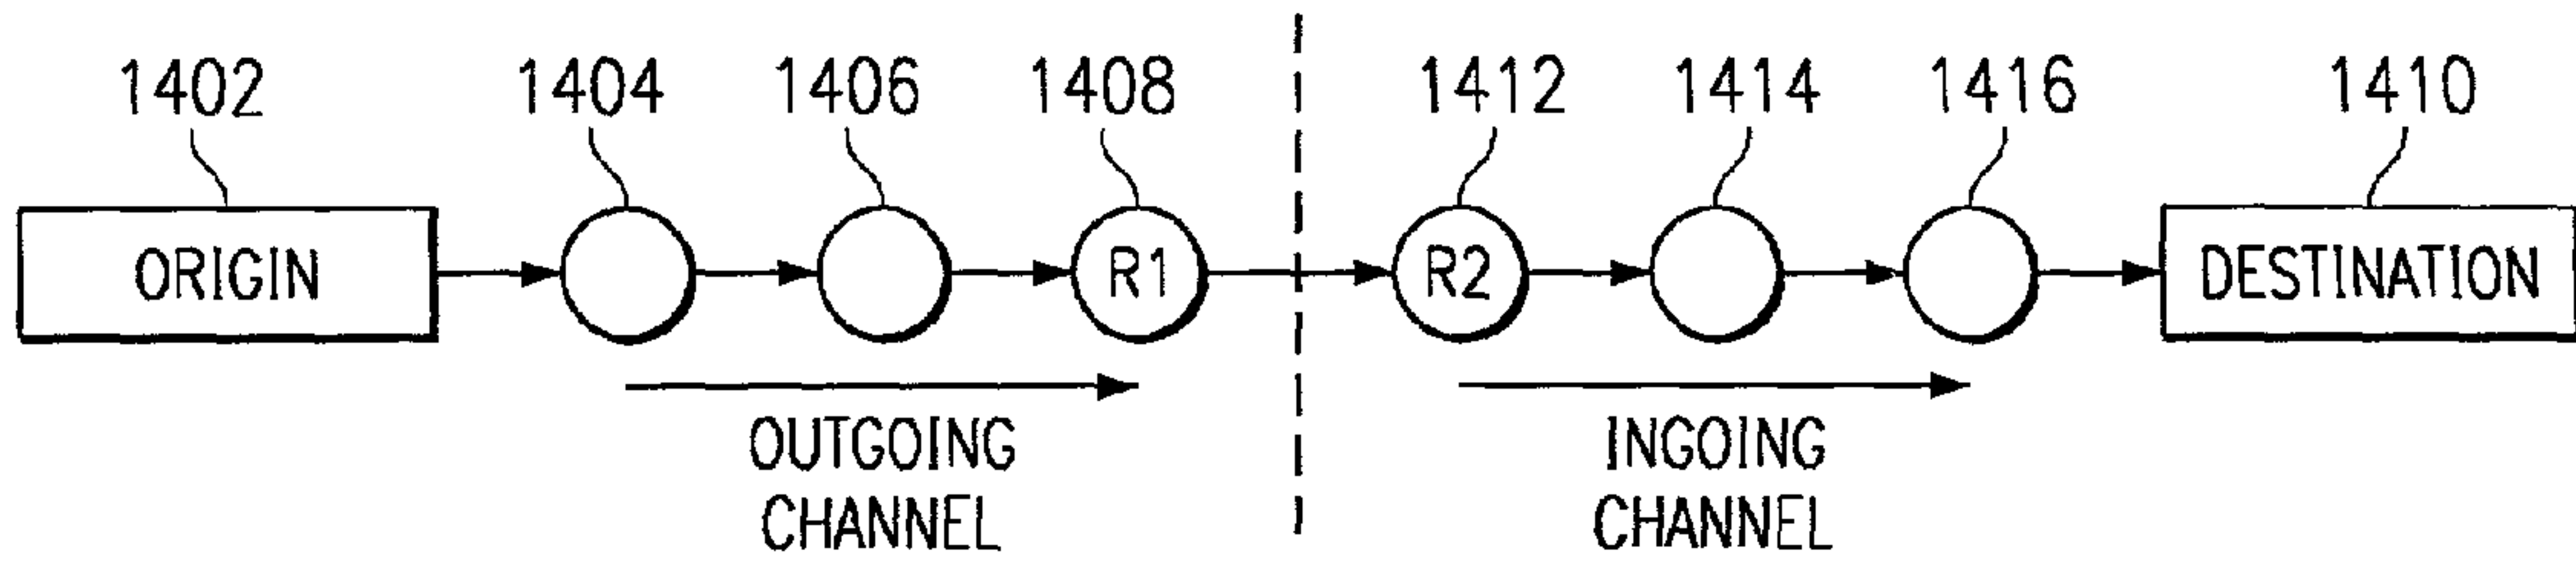 1402 1404 1406 1408 1412 1414 1416 1410
ORIGIN R1 R2 DESTINATION
OUTGOING INGOING
CHANNEL CHANNEL